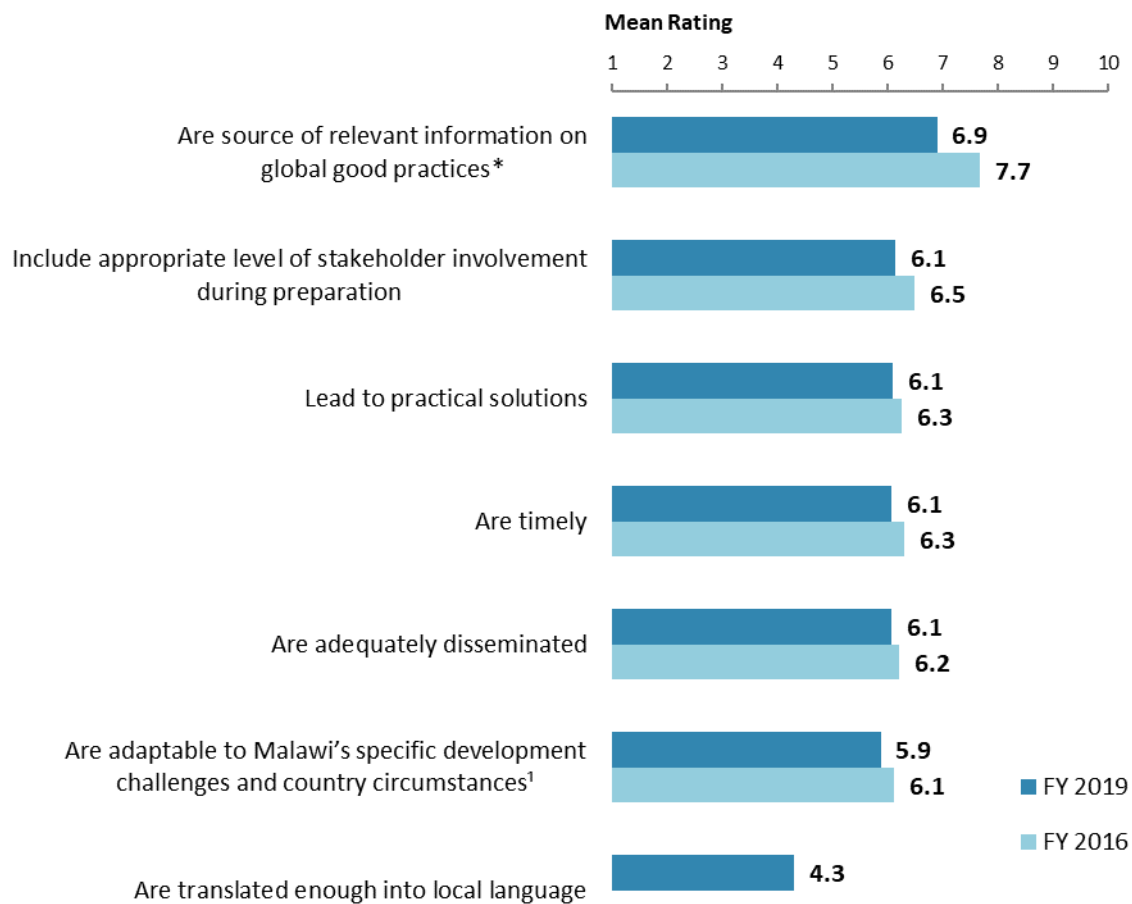 Mean Rating
1 2 3 4 5 6 7 8 9 10
Are source of relevant information on
global good practices*
6.9
7.7
Include appropriate level of stakeholder involvement
during preparation
6.1
6.5
Lead to practical solutions
6.1
6.3
Are timely
6.1
6.3
Are adequately disseminated
6.1
6.2
Are adaptable to Malawi’s specific development
challenges and country circumstances¹
5.9
6.1
FY 2019
FY 2016
Are translated enough into local language
4.3